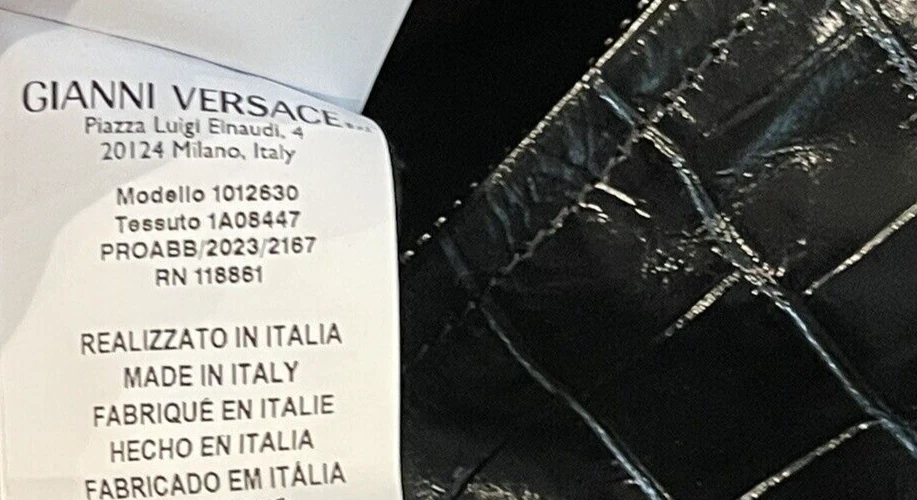 GIANNI VERSACE...
Piazza Luigi Einaudi, 4
20124 Milano, Italy
Modello 1012630
Tessuto 1A08447
PROABB/2023/2167
RN 118861
REALIZZATO IN ITALIA
MADE IN ITALY
FABRIQUÉ EN ITALIE
HECHO EN ITALIA
FABRICADO EM ITÁLIA